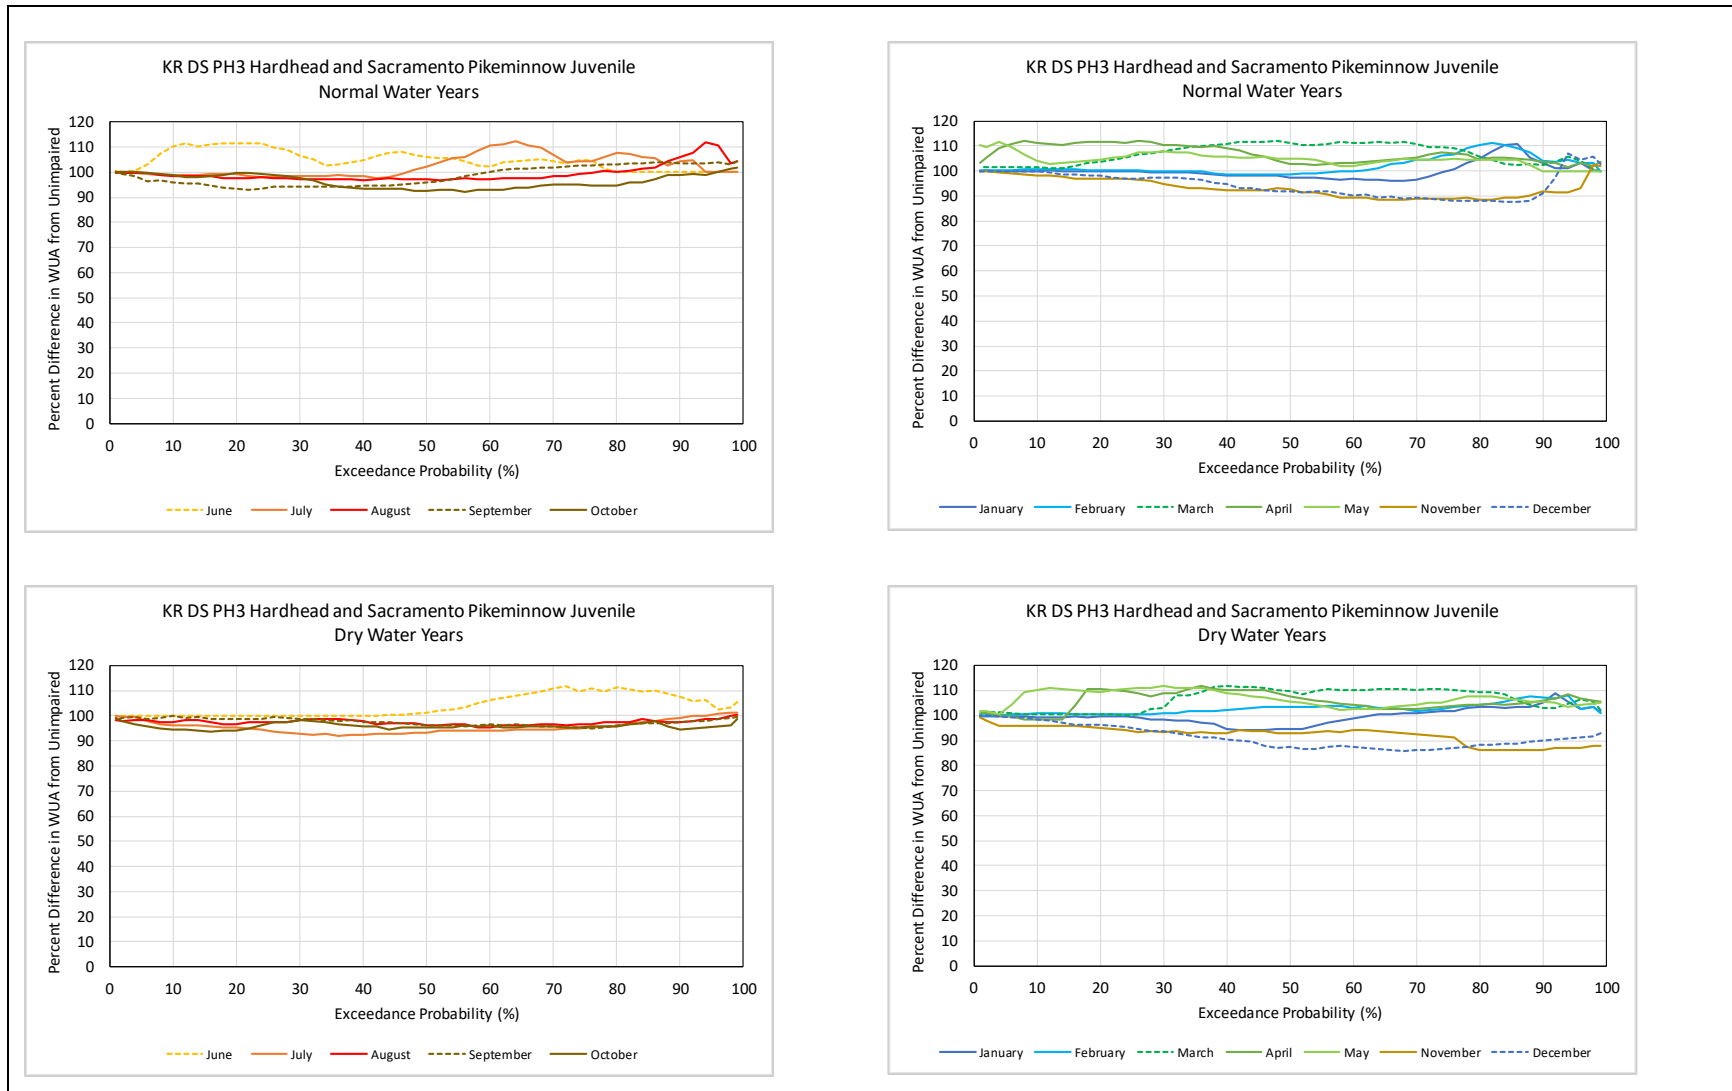 KR DS PH3 Hardhead and Sacramento Pikeminnow Juvenile
Normal Water Years
Percent Difference in WUA from Unimpaired
120
110
100
90
80
70
60
50
40
30
20
10
0
0 10 20 30 40 50 60 70 80 90 100
Exceedance Probability (%)
June July August September October
KR DS PH3 Hardhead and Sacramento Pikeminnow Juvenile
Normal Water Years
Percent Difference in WUA from Unimpaired
120
110
100
90
80
70
60
50
40
30
20
10
0
0 10 20 30 40 50 60 70 80 90 100
Exceedance Probability (%)
January February March April May November December
KR DS PH3 Hardhead and Sacramento Pikeminnow Juvenile
Dry Water Years
Percent Difference in WUA from Unimpaired
120
110
100
90
80
70
60
50
40
30
20
10
0
0 10 20 30 40 50 60 70 80 90 100
Exceedance Probability (%)
June July August September October
KR DS PH3 Hardhead and Sacramento Pikeminnow Juvenile
Dry Water Years
Percent Difference in WUA from Unimpaired
120
110
100
90
80
70
60
50
40
30
20
10
0
0 10 20 30 40 50 60 70 80 90 100
Exceedance Probability (%)
January February March April May November December